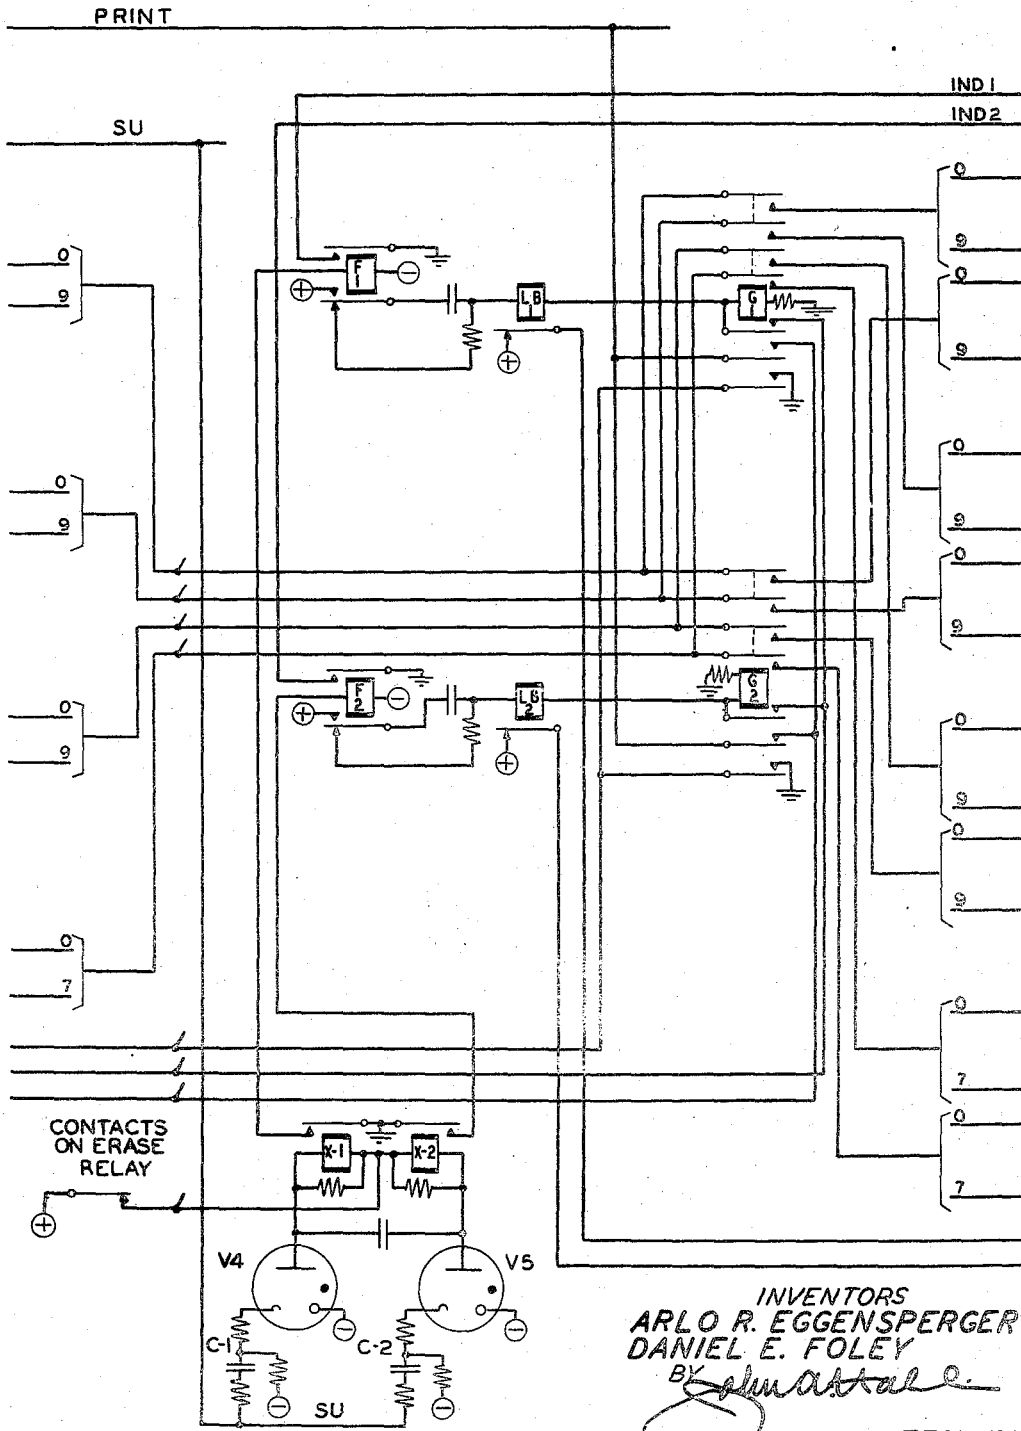 PRINT
IND 1
IND 2
SU
0
9
0
9
F
1
LB
1
G
1
0
9
0
9
0
9
0
9
F
2
LB
2
G
2
0
9
0
9
0
9
0
7
0
7
0
7
CONTACTS
ON ERASE
RELAY
X-1
X-2
V4
V5
C-1
C-2
SU
INVENTORS
ARLO R. EGGENSPERGER
DANIEL E. FOLEY
BY